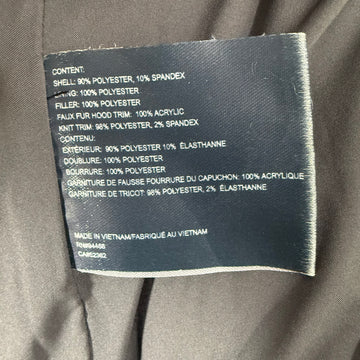 CONTENT:
SHELL: 90% POLYESTER, 10% SPANDEX
LINING: 100% POLYESTER
FILLER: 100% POLYESTER
FAUX FUR HOOD TRIM: 100% ACRYLIC
KNIT TRIM: 98% POLYESTER, 2% SPANDEX
CONTENU:
EXTÉRIEUR: 90% POLYESTER 10% ÉLASTHANNE
DOUBLURE: 100% POLYESTER
BOURRURE: 100% POLYESTER
GARNITURE DE FAUSSE FOURRURE DU CAPUCHON: 100% ACRYLIQUE
GARNITURE DE TRICOT: 98% POLYESTER, 2% ÉLASTHANNE
MADE IN VIETNAM/FABRIQUÉ AU VIETNAM